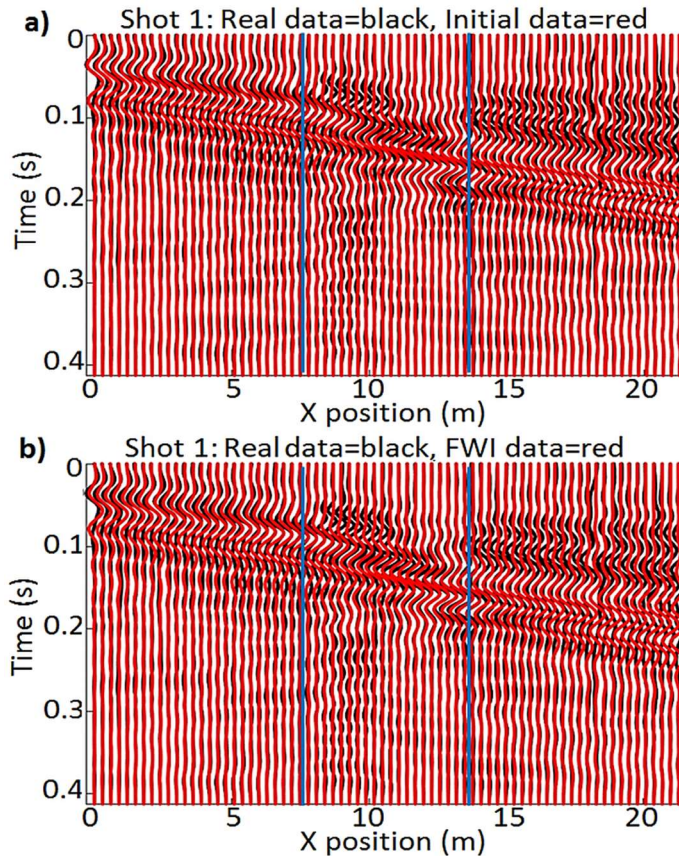 a) Shot 1: Real data=black, Initial data=red
0
0.1
0.2
0.3
0.4
Time (s)
0 5 10 15 20
X position (m)
b) Shot 1: Real data=black, FWI data=red
0
0.1
0.2
0.3
0.4
Time (s)
0 5 10 15 20
X position (m)